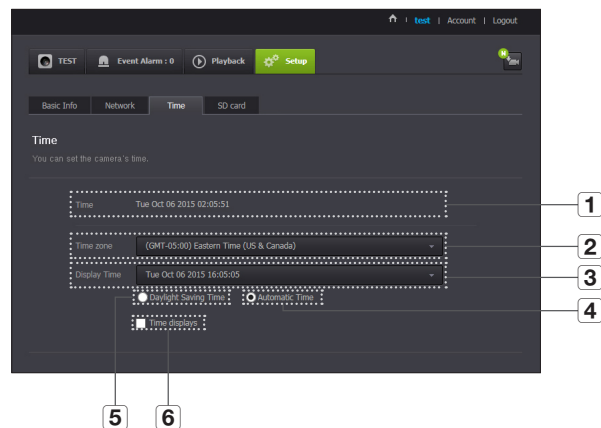 test | Account | Logout
TEST Event Alarm : 0 Playback Setup
N
Basic Info Network Time SD card
Time
You can set the camera's time.
Time Tue Oct 06 2015 02:05:51
1
Time zone (GMT-05:00) Eastern Time (US & Canada)
2
Display Time Tue Oct 06 2015 16:05:05
3
Daylight Saving Time Automatic Time
4
Time displays
5 6